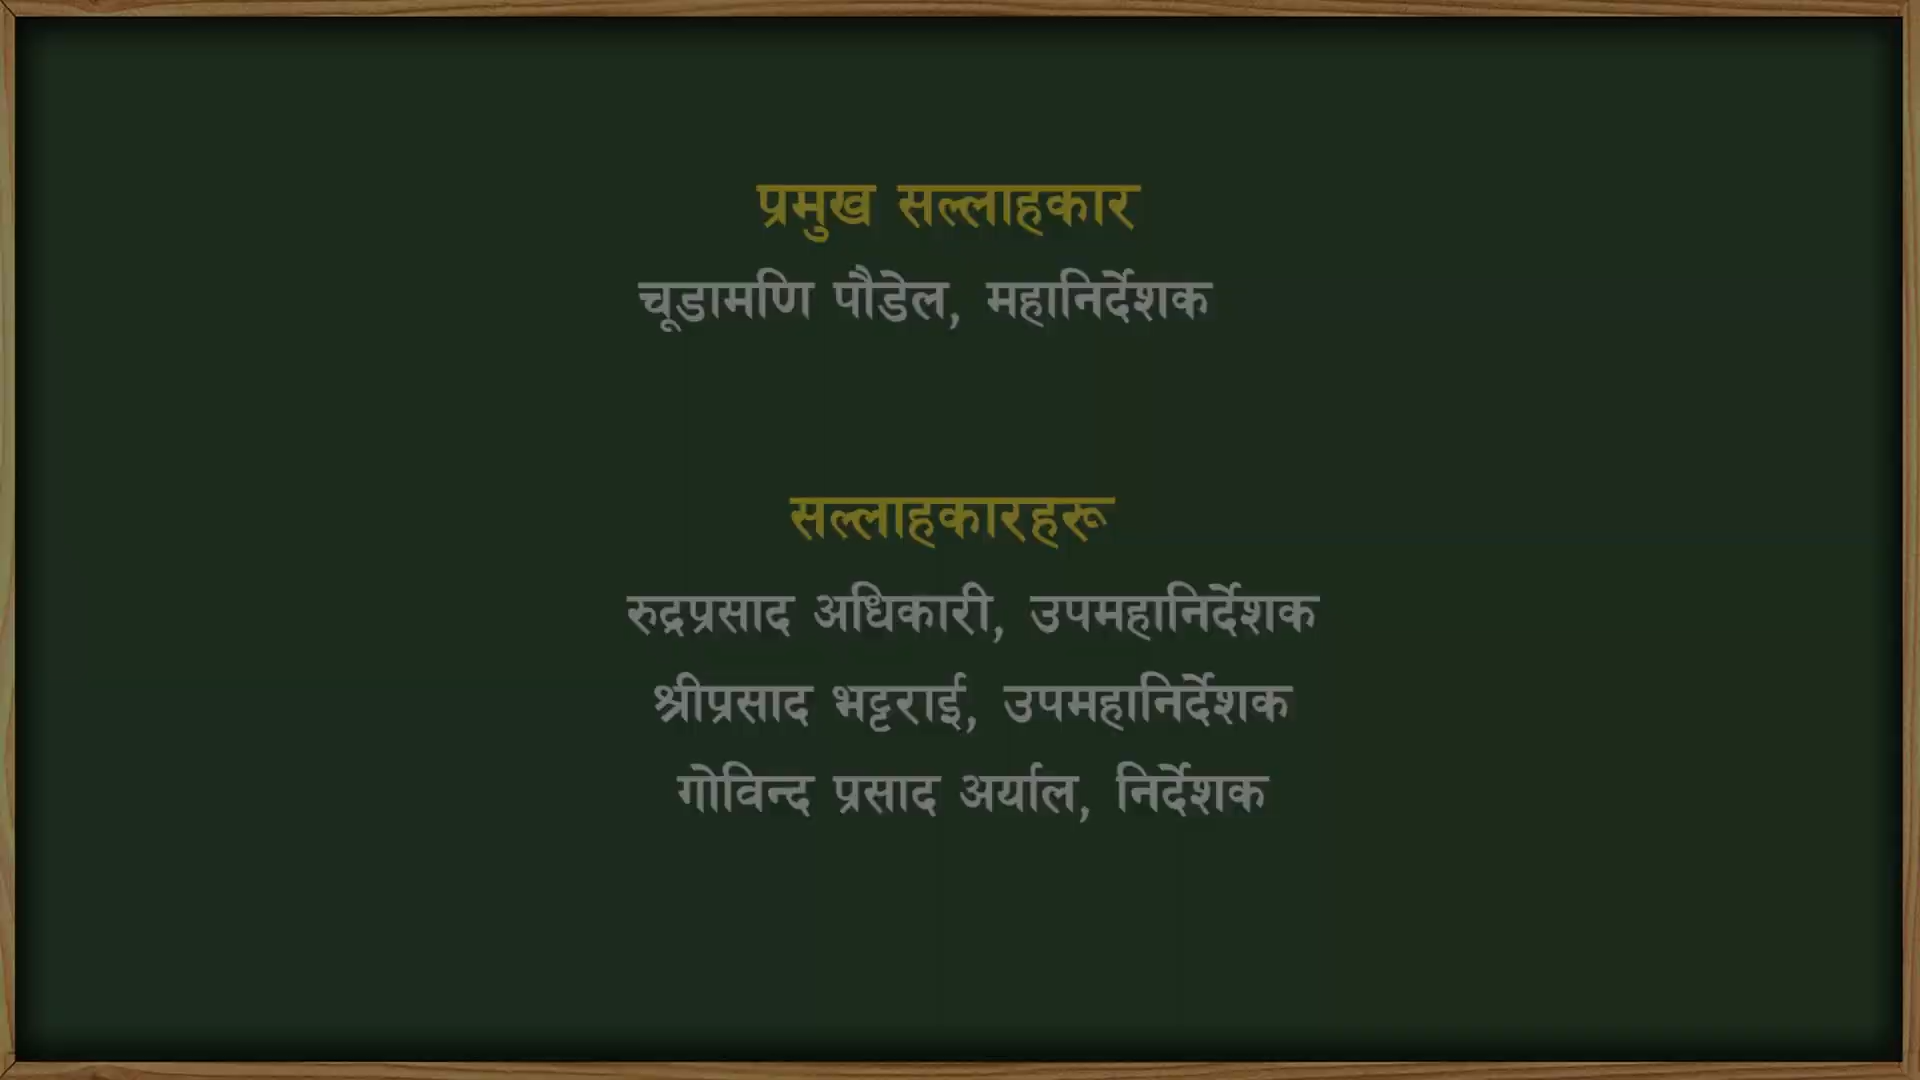 प्रमुख सल्लाहकार
चूडामणि पौडेल, महानिर्देशक
सल्लाहकारहरू
रुद्रप्रसाद अधिकारी, उपमहानिर्देशक
श्रीप्रसाद भट्टराई, उपमहानिर्देशक
गोविन्द प्रसाद अर्याल, निर्देशक